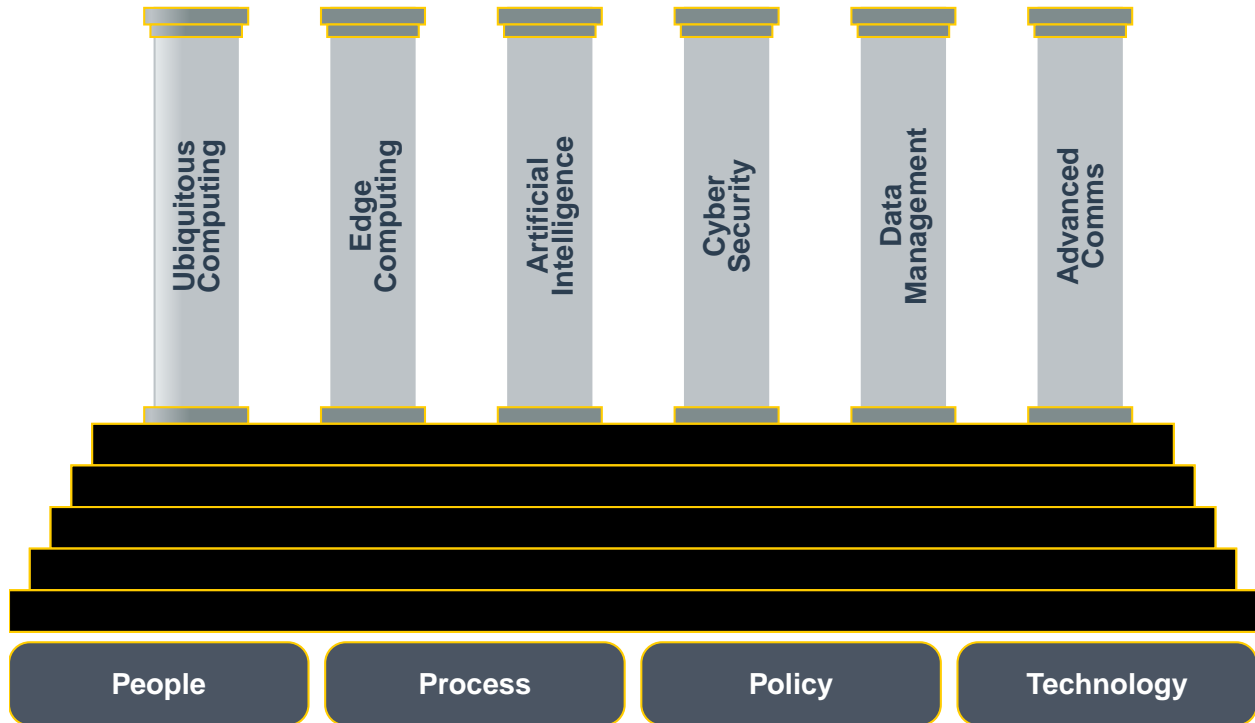 Ubiquitous
Computing
Edge
Computing
Artificial
Intelligence
Cyber
Security
Data
Management
Advanced
Comms
People
Process
Policy
Technology